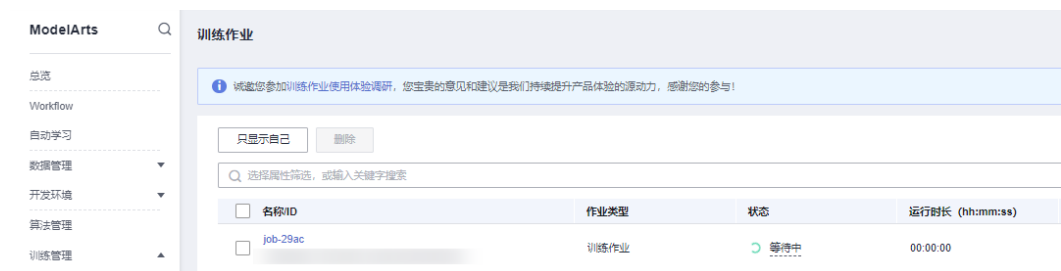 ModelArts
训练作业
总览
诚邀您参加训练作业使用体验调研，您宝贵的意见和建议是我们持续提升产品体验的源动力，感谢您的参与！
Workflow
自动学习
只显示自己 删除
数据管理
选择属性筛选，或输入关键字搜索
开发环境
名称/ID 作业类型 状态 运行时长 (hh:mm:ss)
算法管理
job-29ac
训练作业 等待中 00:00:00
训练管理